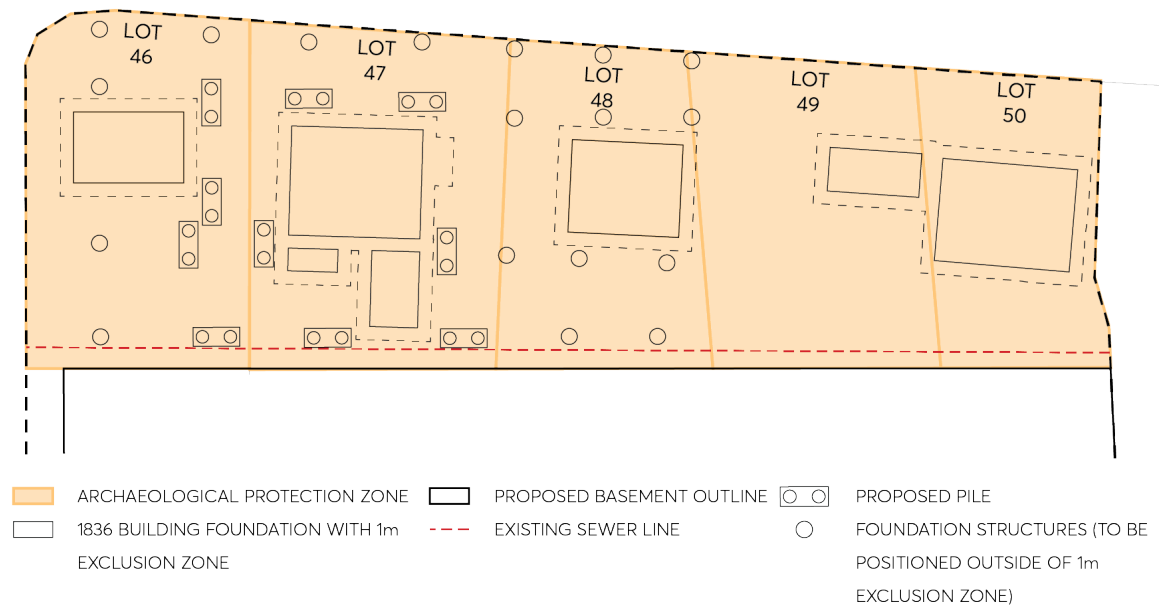 LOT
46
LOT
47
LOT
48
LOT
49
LOT
50
ARCHAEOLOGICAL PROTECTION ZONE
1836 BUILDING FOUNDATION WITH 1m
EXCLUSION ZONE
PROPOSED BASEMENT OUTLINE
EXISTING SEWER LINE
PROPOSED PILE
FOUNDATION STRUCTURES (TO BE
POSITIONED OUTSIDE OF 1m
EXCLUSION ZONE)